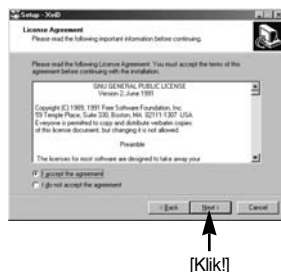 Setup - XviD
License Agreement
Please read the following important information before continuing.
Please read the following License Agreement. You must accept the terms of this
agreement before continuing with the installation.
GNU GENERAL PUBLIC LICENSE
Version 2, June 1991
Copyright (C) 1989, 1991 Free Software Foundation, Inc.
59 Temple Place, Suite 330, Boston, MA 02111-1307 USA
Everyone is permitted to copy and distribute verbatim copies
of this license document, but changing it is not allowed.
Preamble
The licenses for most software are designed to take away your
I accept the agreement
I do not accept the agreement
< Back
Next >
Cancel
[Klik!]